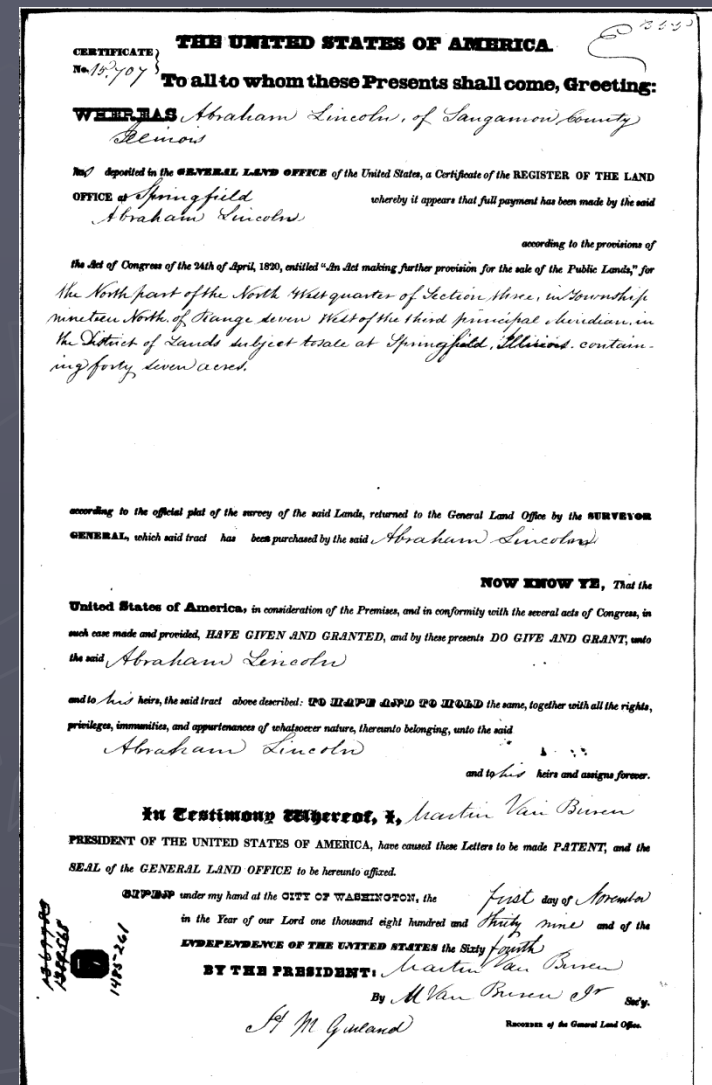 THE UNITED STATES OF AMERICA.
CERTIFICATE
No. 15,707
To all to whom these Presents shall come, Greeting:
WHEREAS Abraham Lincoln, of Sangamon County
Illinois
has deposited in the GENERAL LAND OFFICE of the United States, a Certificate of the REGISTER OF THE LAND
OFFICE at Springfield whereby it appears that full payment has been made by the said
Abraham Lincoln
according to the provisions of
the Act of Congress of the 24th of April, 1820, entitled "An Act making further provision for the sale of the Public Lands," for
the North part of the North West quarter of Section three, in Township
nineteen North, of Range seven West of the third principal Meridian, in
the District of Lands subject to sale at Springfield, Illinois. contain-
ing forty seven acres.
according to the official plat of the survey of the said Lands, returned to the General Land Office by the SURVEYOR
GENERAL, which said tract has been purchased by the said Abraham Lincoln
NOW KNOW YE, That the
United States of America, in consideration of the Premises, and in conformity with the several acts of Congress, in
such case made and provided, HAVE GIVEN AND GRANTED, and by these presents DO GIVE AND GRANT, unto
the said Abraham Lincoln
and to his heirs, the said tract above described: TO HAVE AND TO HOLD the same, together with all the rights,
privileges, immunities, and appurtenances of whatsoever nature, thereunto belonging, unto the said
Abraham Lincoln
and to his heirs and assigns forever.
In Testimony Whereof, I, Martin Van Buren
PRESIDENT OF THE UNITED STATES OF AMERICA, have caused these Letters to be made PATENT, and the
SEAL of the GENERAL LAND OFFICE to be hereunto affixed.
GIVEN under my hand at the CITY OF WASHINGTON, the first day of November
in the Year of our Lord one thousand eight hundred and thirty nine and of the
INDEPENDENCE OF THE UNITED STATES the Sixty fourth
BY THE PRESIDENT: Martin Van Buren
By M Van Buren Jr Sec'y.
H M Garland
RECORDER of the General Land Office.
1485-261